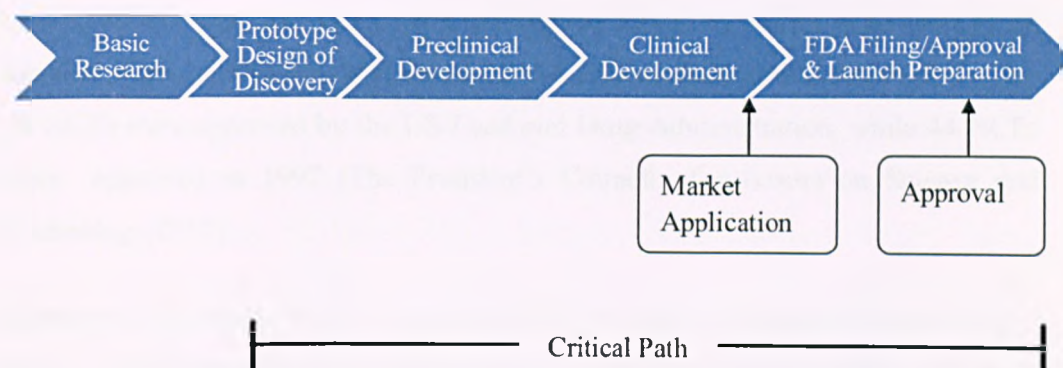 Basic
Research
Prototype
Design of
Discovery
Preclinical
Development
Clinical
Development
FDA Filing/Approval
& Launch Preparation
Market
Application
Approval
Critical Path